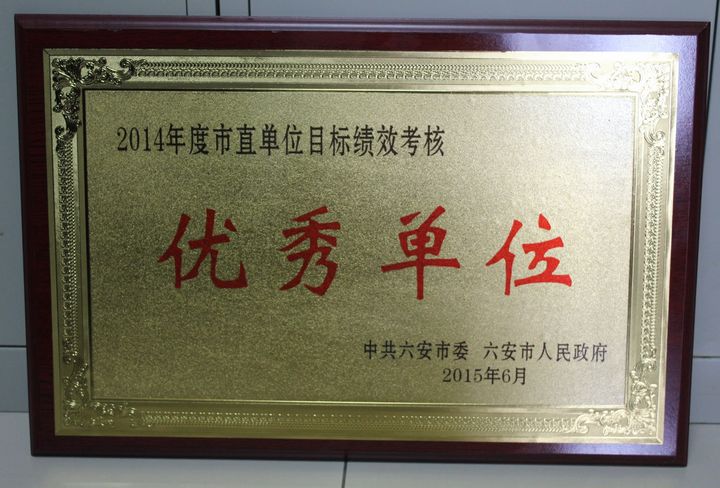 2014年度市直单位目标绩效考核
优秀单位
中共六安市委 六安市人民政府
2015年6月